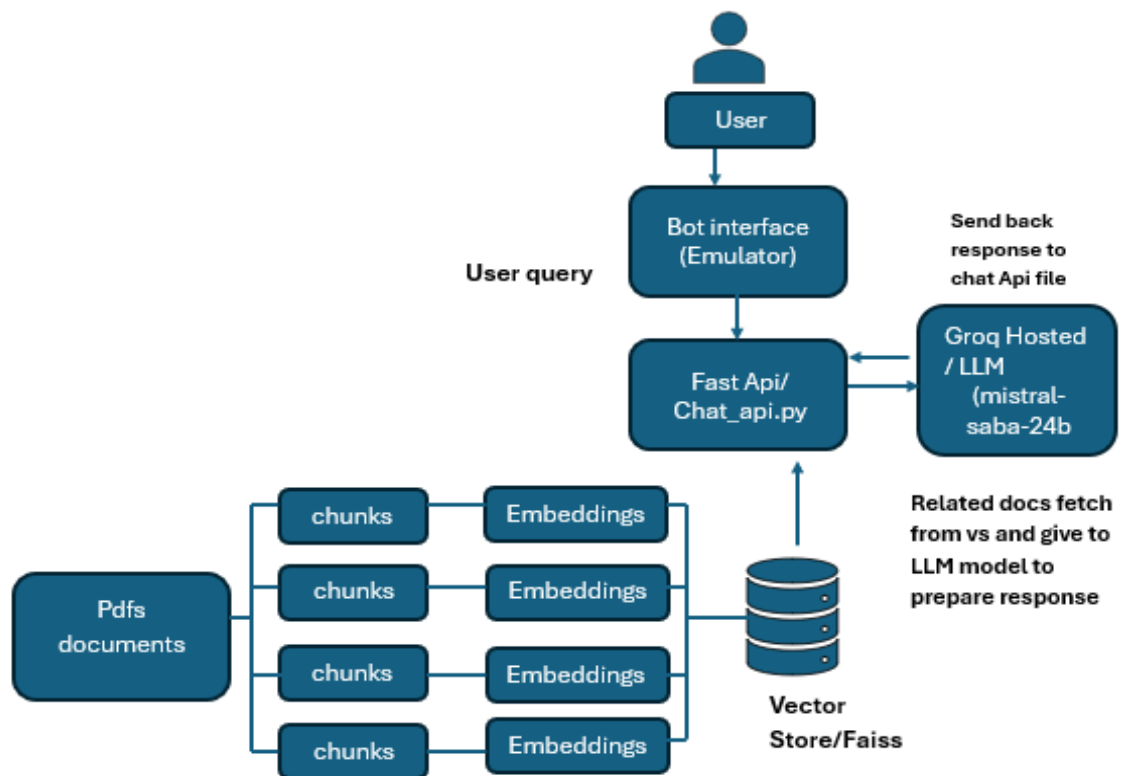 User
Bot interface
(Emulator)
User query
Send back
response to
chat Api file
Fast Api/
Chat_api.py
Groq Hosted
/ LLM
(mistral-
saba-24b
Related docs fetch
from vs and give to
LLM model to
prepare response
Pdfs
documents
chunks
Embeddings
chunks
Embeddings
chunks
Embeddings
chunks
Embeddings
Vector
Store/Faiss